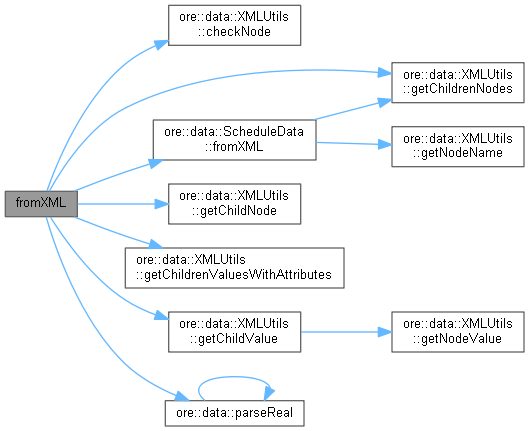 ore::data::XMLUtils
::checkNode
ore::data::XMLUtils
::getChildrenNodes
ore::data::ScheduleData
::fromXML
ore::data::XMLUtils
::getNodeName
fromXML
ore::data::XMLUtils
::getChildNode
ore::data::XMLUtils
::getChildrenValuesWithAttributes
ore::data::XMLUtils
::getChildValue
ore::data::XMLUtils
::getNodeValue
ore::data::parseReal